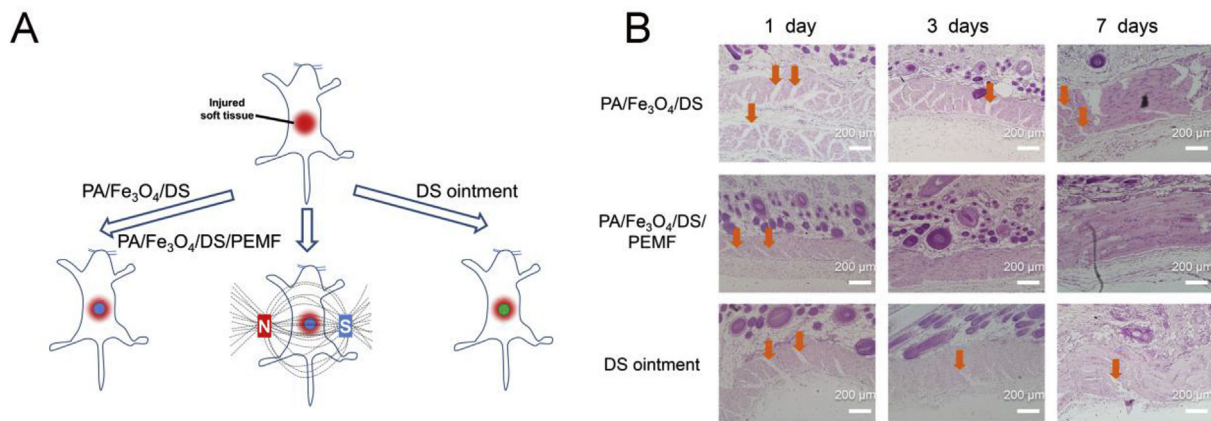 A
Injured
soft tissue
PA/Fe₃O₄/DS
DS ointment
PA/Fe₃O₄/DS/PEMF
N
S
B
1 day
3 days
7 days
PA/Fe₃O₄/DS
200 µm
200 µm
200 µm
PA/Fe₃O₄/DS/
PEMF
200 µm
200 µm
200 µm
DS ointment
200 µm
200 µm
200 µm